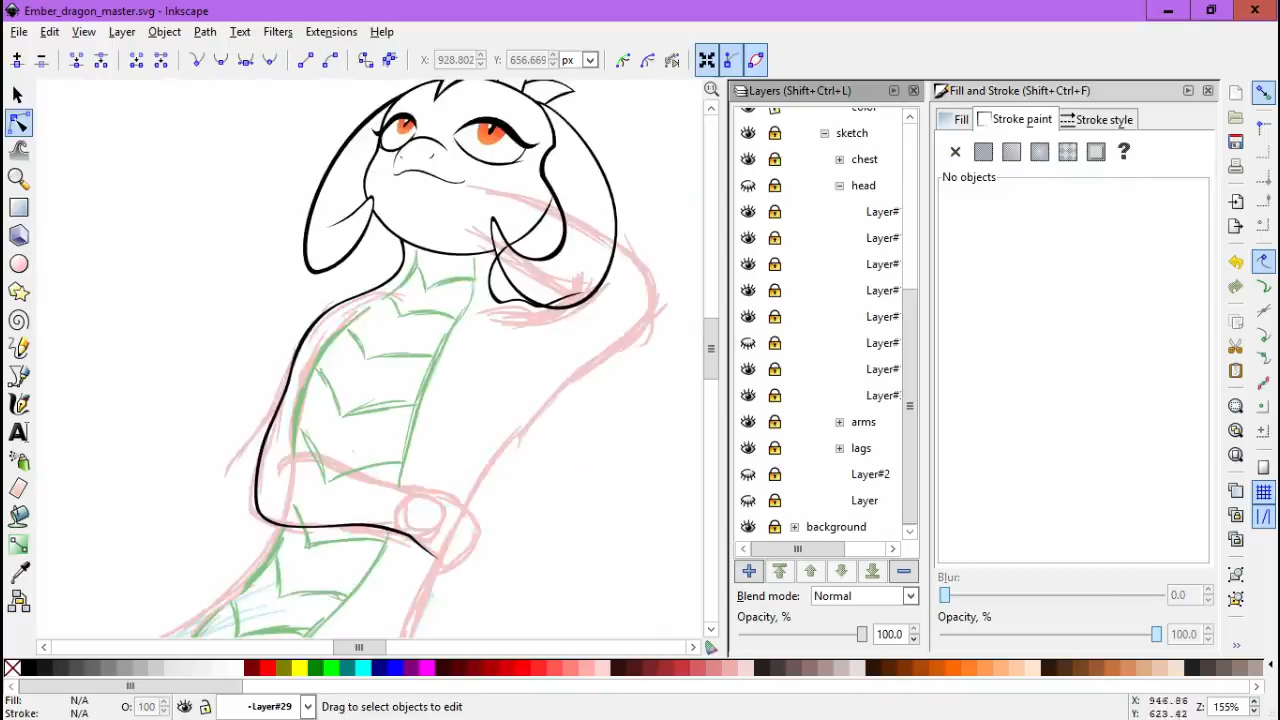 Ember_dragon_master.svg - Inkscape
File Edit View Layer Object Path Text Filters Extensions Help
X: 928.802 Y: 656.669 px
Layers (Shift+Ctrl+L)
Fill and Stroke (Shift+Ctrl+F)
color
Fill Stroke paint Stroke style
sketch
chest
No objects
head
Layer#
Layer#
Layer#
Layer#
Layer#
Layer#
Layer#
Layer#
arms
lags
Layer#2
Layer
background
Blur:
0.0
Blend mode: Normal
Opacity, %
100.0
Opacity, %
100.0
Fill: N/A
Stroke: N/A
O: 100
-Layer#29
Drag to select objects to edit
X: 946.86
Y: 623.42
Z: 155%